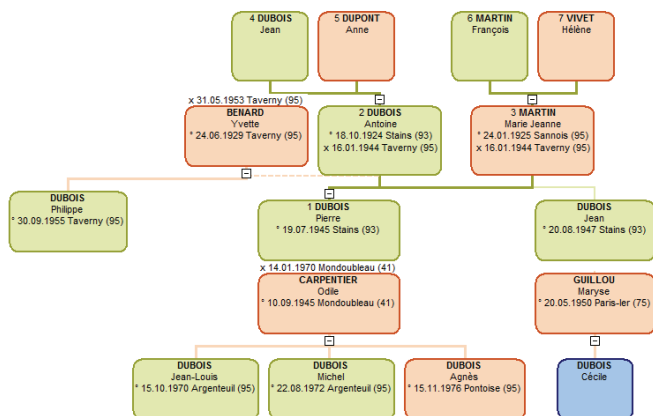 4 DUBOIS
Jean
5 DUPONT
Anne
6 MARTIN
François
7 VIVET
Hélène
x 31.05.1953 Taverny (95)
BENARD
Yvette
° 24.06.1929 Taverny (95)
2 DUBOIS
Antoine
° 18.10.1924 Stains (93)
x 16.01.1944 Taverny (95)
3 MARTIN
Marie Jeanne
° 24.01.1925 Sannois (95)
x 16.01.1944 Taverny (95)
DUBOIS
Philippe
° 30.09.1955 Taverny (95)
1 DUBOIS
Pierre
° 19.07.1945 Stains (93)
DUBOIS
Jean
° 20.08.1947 Stains (93)
x 14.01.1970 Mondoubleau (41)
CARPENTIER
Odile
° 10.09.1945 Mondoubleau (41)
GUILLOU
Maryse
° 20.05.1950 Paris-Ier (75)
DUBOIS
Jean-Louis
° 15.10.1970 Argenteuil (95)
DUBOIS
Michel
° 22.08.1972 Argenteuil (95)
DUBOIS
Agnès
° 15.11.1976 Pontoise (95)
DUBOIS
Cécile